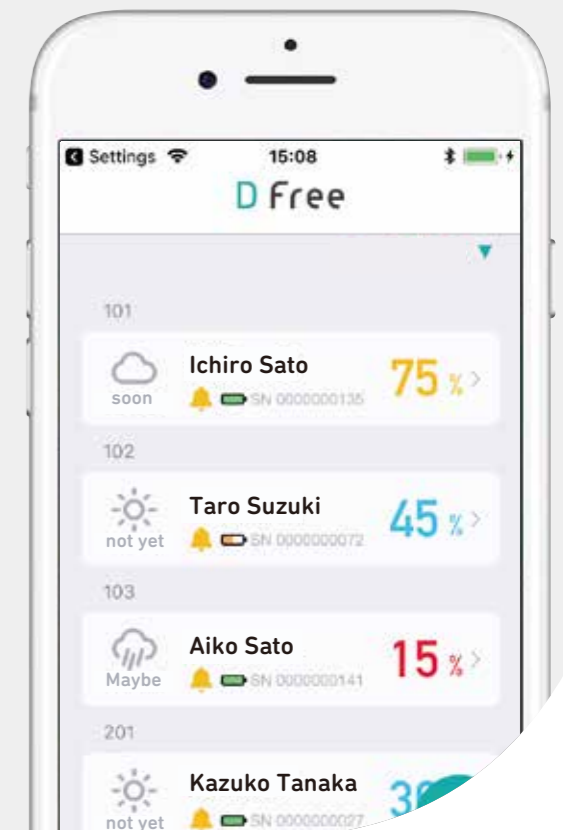 Settings 15:08
D Free
101
Ichiro Sato
75 %
soon
SN 0000000135
102
Taro Suzuki
45 %
not yet
SN 0000000072
103
Aiko Sato
15 %
Maybe
SN 0000000141
201
Kazuko Tanaka
not yet
SN 0000000027